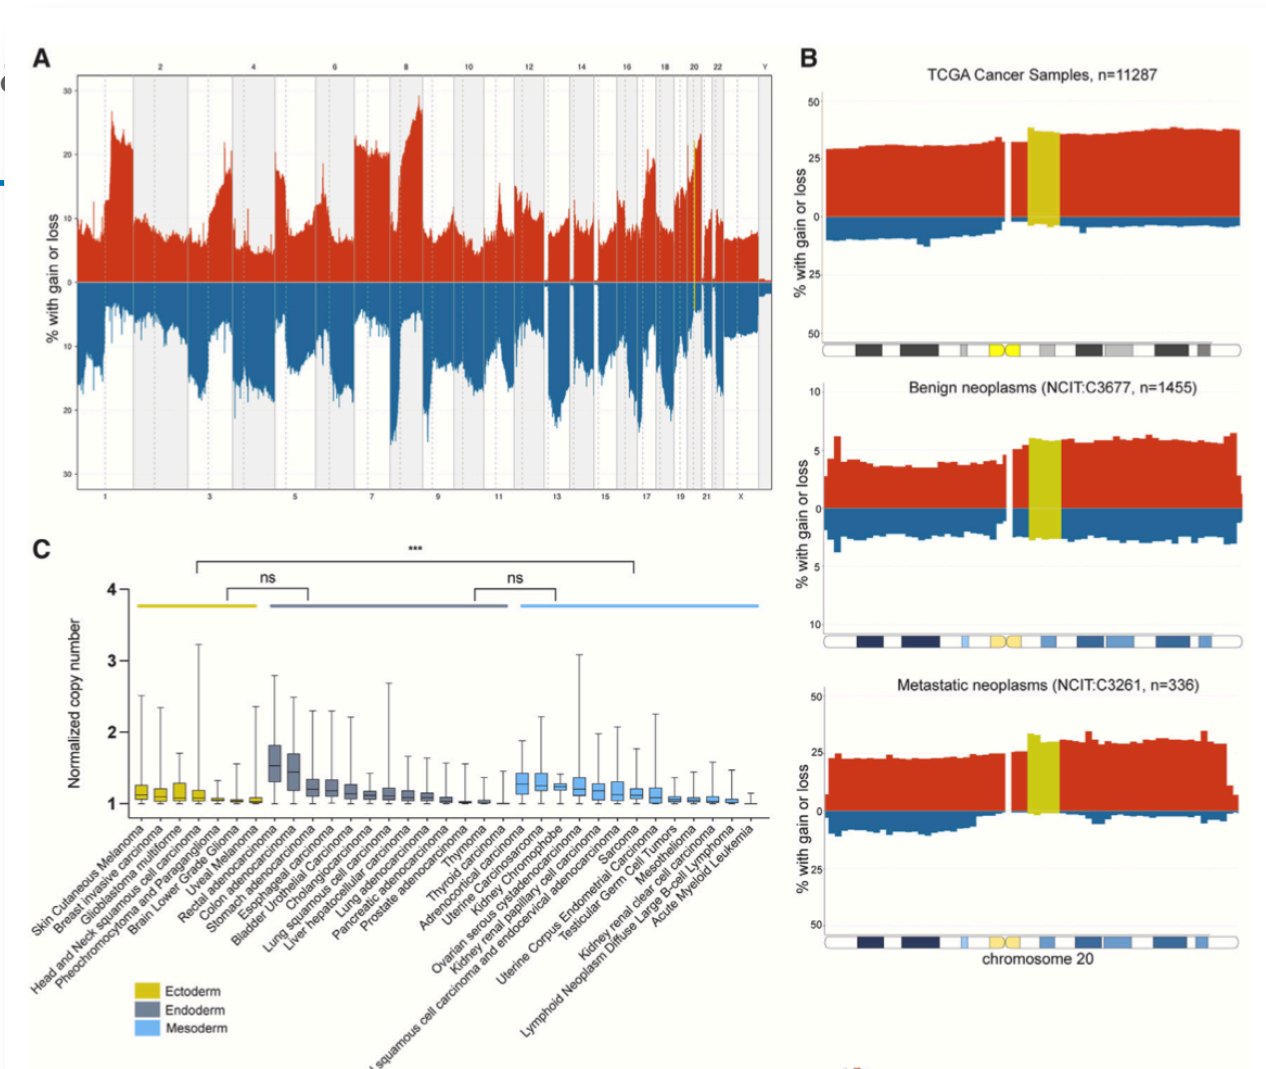 A
2 4 6 8 10 12 14 16 18 20 22 Y
30
20
10
0
10
20
30
% with gain or loss
1 3 5 7 9 11 13 15 17 19 21 X
B
TCGA Cancer Samples, n=11287
50
25
0
25
50
% with gain or loss
Benign neoplasms (NCIT:C3677, n=1455)
10
5
0
5
10
% with gain or loss
Metastatic neoplasms (NCIT:C3261, n=336)
50
25
0
25
50
% with gain or loss
chromosome 20
C
***
ns
ns
4
3
2
1
Normalized copy number
Skin Cutaneous Melanoma
Breast invasive carcinoma
Glioblastoma multiforme
Head and Neck squamous cell carcinoma
Pheochromocytoma and Paraganglioma
Brain Lower Grade Glioma
Uveal Melanoma
Rectal adenocarcinoma
Colon adenocarcinoma
Stomach adenocarcinoma
Esophageal carcinoma
Bladder Urothelial Carcinoma
Cholangiocarcinoma
Lung squamous cell carcinoma
Liver hepatocellular carcinoma
Lung adenocarcinoma
Pancreatic adenocarcinoma
Prostate adenocarcinoma
Thymoma
Thyroid carcinoma
Adrenocortical carcinoma
Uterine Carcinosarcoma
Kidney Chromophobe
Ovarian serous cystadenocarcinoma
Kidney renal papillary cell carcinoma
squamous cell carcinoma and endocervical adenocarcinoma
Sarcoma
Uterine Corpus Endometrial Carcinoma
Testicular Germ Cell Tumors
Mesothelioma
Kidney renal clear cell carcinoma
Lymphoid Neoplasm Diffuse Large B-cell Lymphoma
Acute Myeloid Leukemia
Ectoderm
Endoderm
Mesoderm